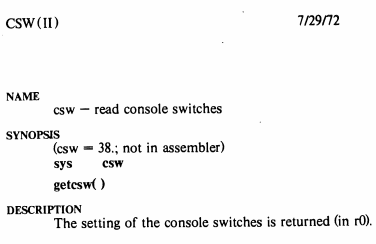 CSW(II) 7/29/72
NAME
csw — read console switches
SYNOPSIS
(csw = 38.; not in assembler)
sys csw
getcsw( )
DESCRIPTION
The setting of the console switches is returned (in r0).